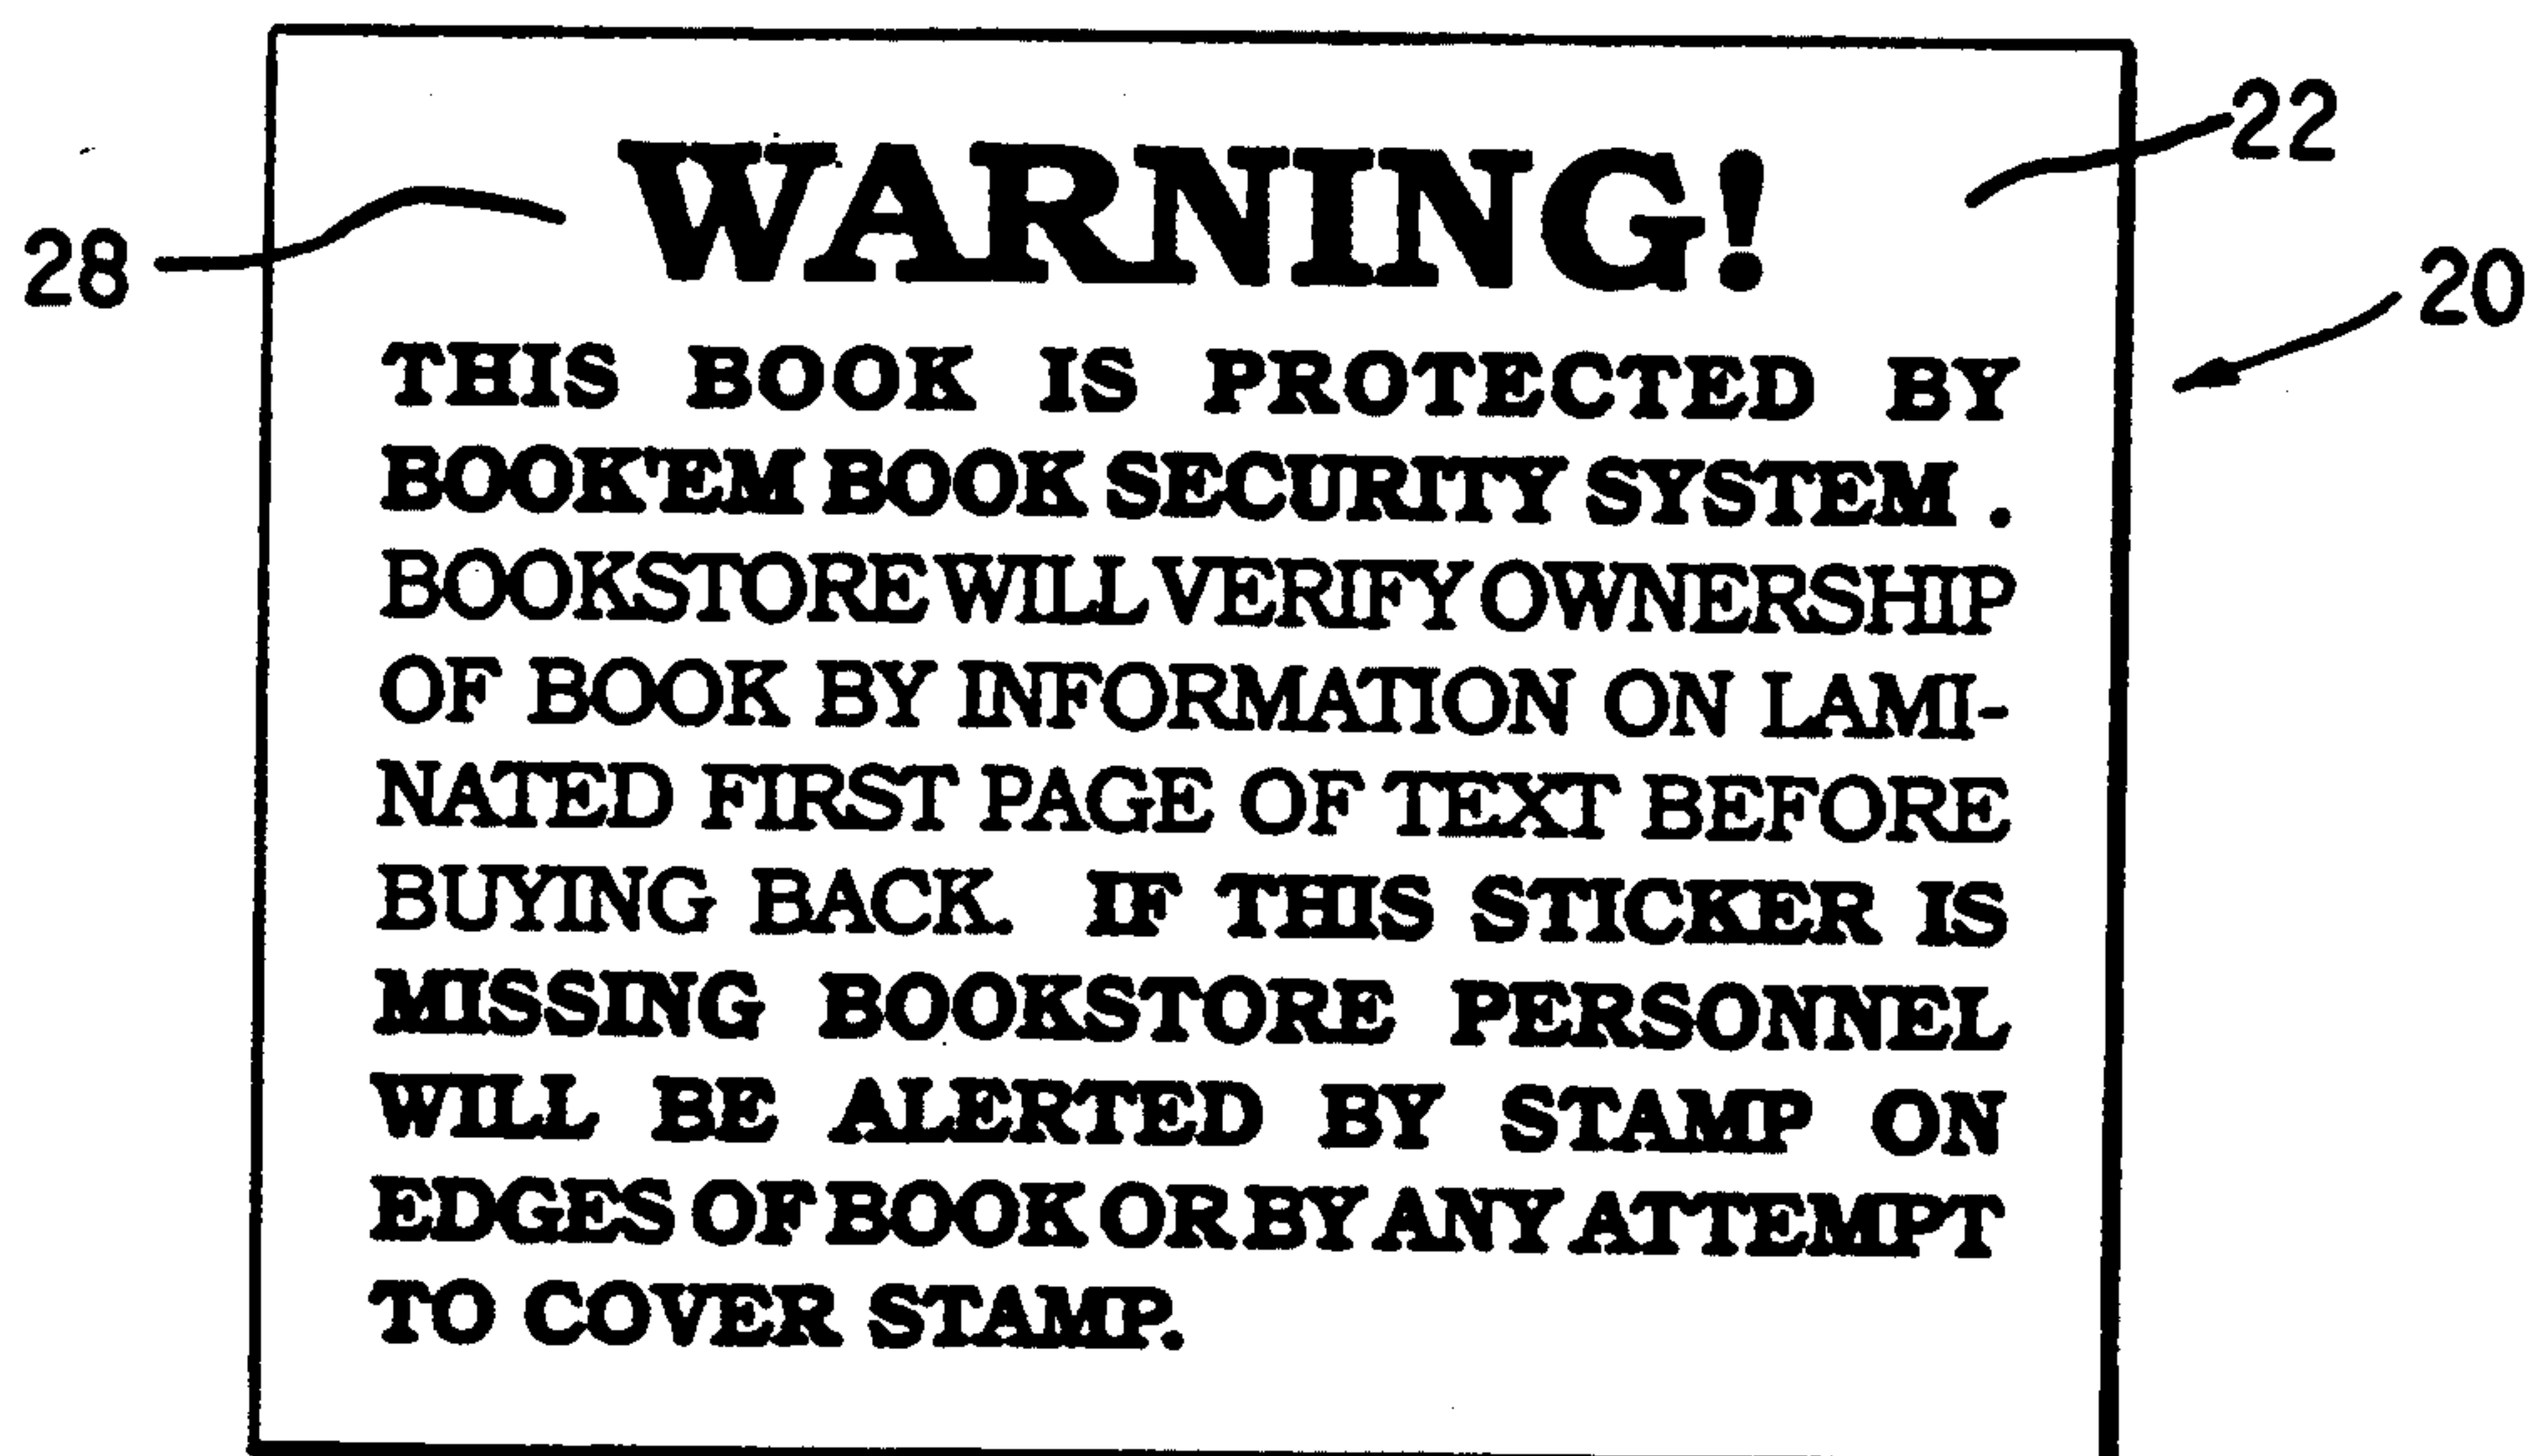 WARNING!
22
28
20
THIS BOOK IS PROTECTED BY
BOOK'EM BOOK SECURITY SYSTEM .
BOOKSTORE WILL VERIFY OWNERSHIP
OF BOOK BY INFORMATION ON LAMI-
NATED FIRST PAGE OF TEXT BEFORE
BUYING BACK. IF THIS STICKER IS
MISSING BOOKSTORE PERSONNEL
WILL BE ALERTED BY STAMP ON
EDGES OF BOOK OR BY ANY ATTEMPT
TO COVER STAMP.